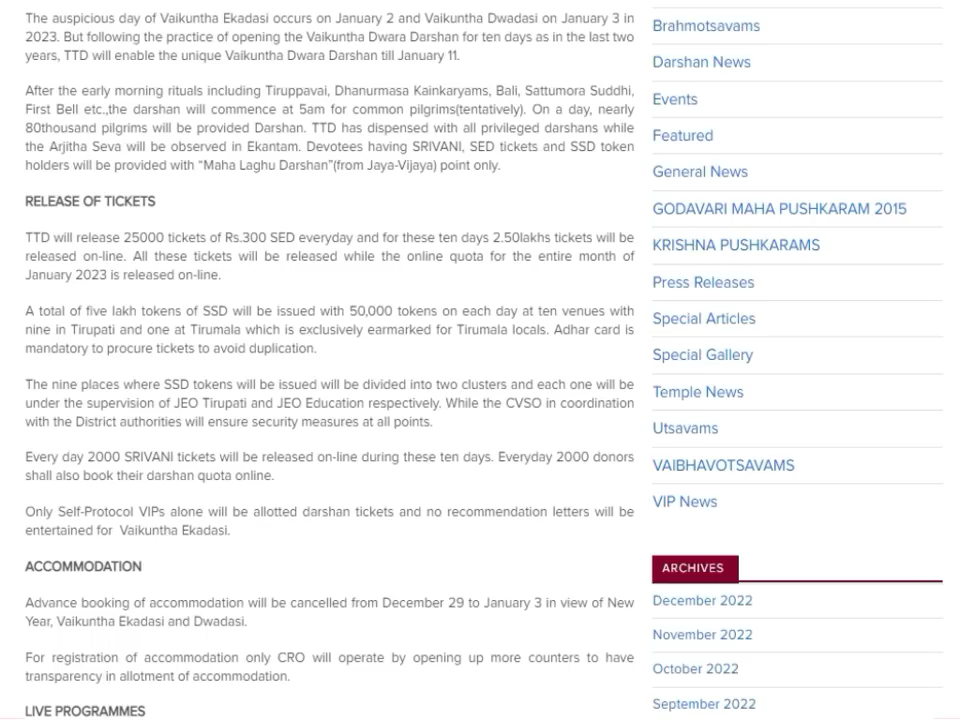 The auspicious day of Vaikuntha Ekadasi occurs on January 2 and Vaikuntha Dwadasi on January 3 in
2023. But following the practice of opening the Vaikuntha Dwara Darshan for ten days as in the last two
years, TTD will enable the unique Vaikuntha Dwara Darshan till January 11.
After the early morning rituals including Tiruppavai, Dhanurmasa Kainkaryams, Bali, Sattumora Suddhi,
First Bell etc.,the darshan will commence at 5am for common pilgrims(tentatively). On a day, nearly
80thousand pilgrims will be provided Darshan. TTD has dispensed with all privileged darshans while
the Arjitha Seva will be observed in Ekantam. Devotees having SRIVANI, SED tickets and SSD token
holders will be provided with “Maha Laghu Darshan”(from Jaya-Vijaya) point only.
RELEASE OF TICKETS
TTD will release 25000 tickets of Rs.300 SED everyday and for these ten days 2.50lakhs tickets will be
released on-line. All these tickets will be released while the online quota for the entire month of
January 2023 is released on-line.
A total of five lakh tokens of SSD will be issued with 50,000 tokens on each day at ten venues with
nine in Tirupati and one at Tirumala which is exclusively earmarked for Tirumala locals. Adhar card is
mandatory to procure tickets to avoid duplication.
The nine places where SSD tokens will be issued will be divided into two clusters and each one will be
under the supervision of JEO Tirupati and JEO Education respectively. While the CVSO in coordination
with the District authorities will ensure security measures at all points.
Every day 2000 SRIVANI tickets will be released on-line during these ten days. Everyday 2000 donors
shall also book their darshan quota online.
Only Self-Protocol VIPs alone will be allotted darshan tickets and no recommendation letters will be
entertained for  Vaikuntha Ekadasi.
ACCOMMODATION
Advance booking of accommodation will be cancelled from December 29 to January 3 in view of New
Year, Vaikuntha Ekadasi and Dwadasi.
For registration of accommodation only CRO will operate by opening up more counters to have
transparency in allotment of accommodation.
LIVE PROGRAMMES
Brahmotsavams
Darshan News
Events
Featured
General News
GODAVARI MAHA PUSHKARAM 2015
KRISHNA PUSHKARAMS
Press Releases
Special Articles
Special Gallery
Temple News
Utsavams
VAIBHAVOTSAVAMS
VIP News
ARCHIVES
December 2022
November 2022
October 2022
September 2022